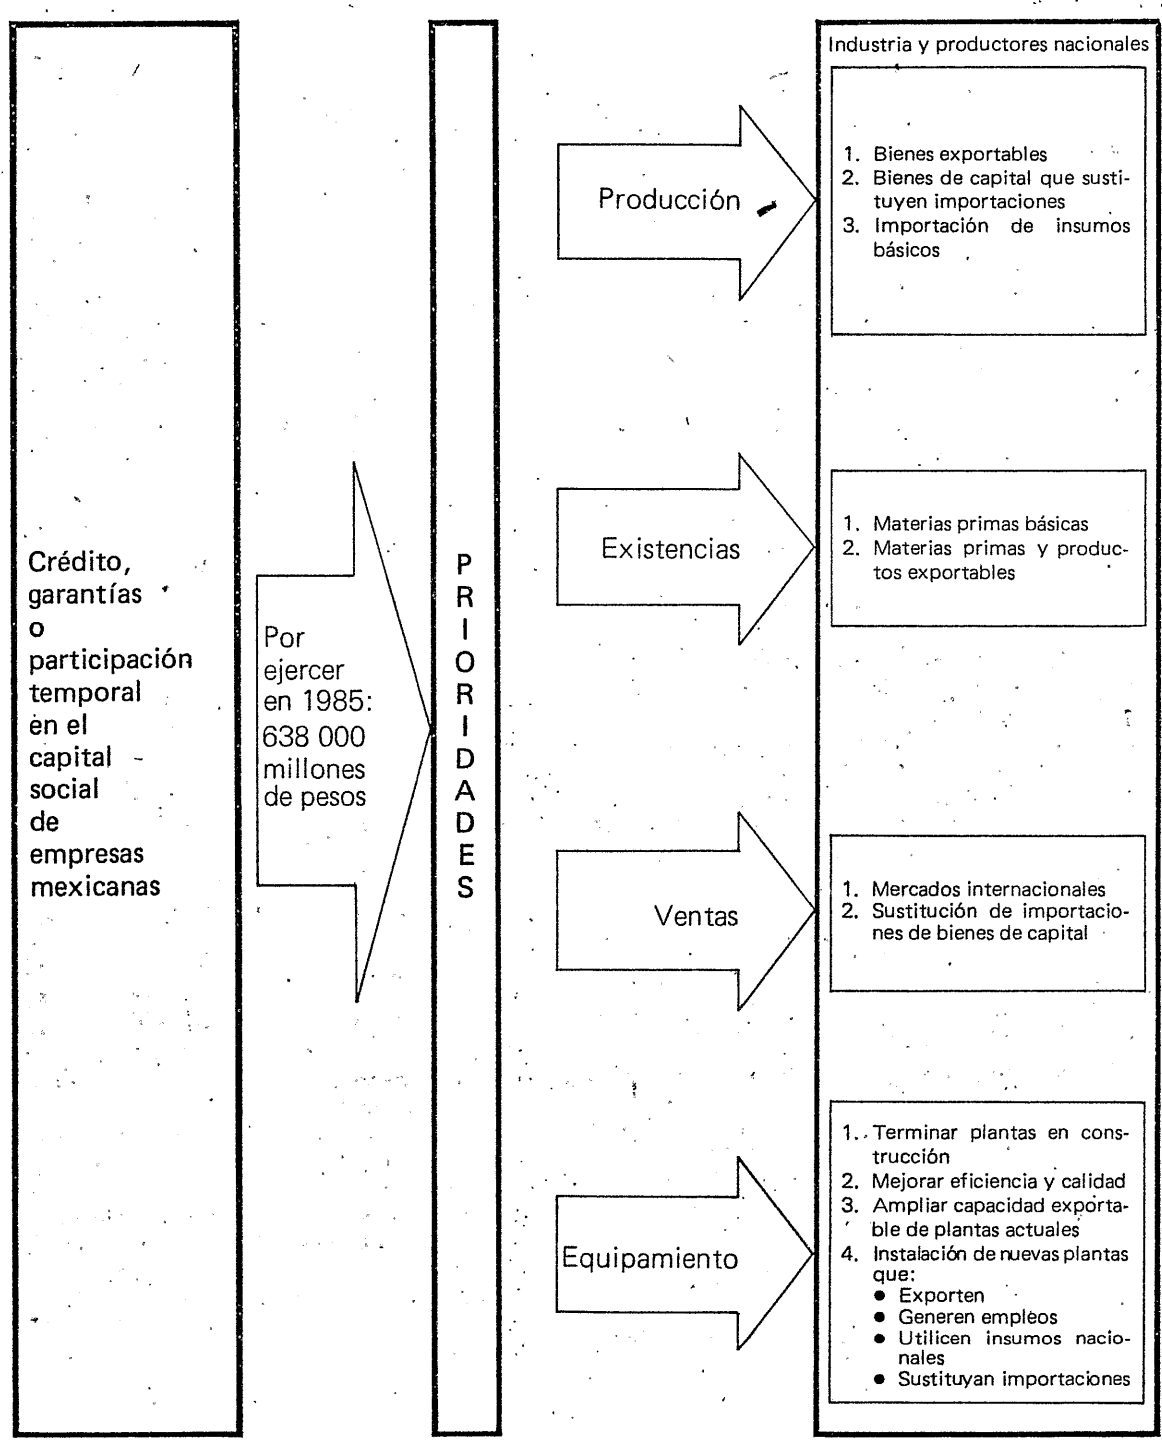 Crédito,
garantías
o
participación
temporal
en el
capital
social
de
empresas
mexicanas
Por
ejercer
en 1985:
638 000
millones
de pesos
P
R
I
O
R
I
D
A
D
E
S
Producción
Existencias
Ventas
Equipamiento
Industria y productores nacionales
1. Bienes exportables
2. Bienes de capital que susti-
tuyen importaciones
3. Importación de insumos
básicos
1. Materias primas básicas
2. Materias primas y produc-
tos exportables
1. Mercados internacionales
2. Sustitución de importacio-
nes de bienes de capital
1. Terminar plantas en cons-
trucción
2. Mejorar eficiencia y calidad
3. Ampliar capacidad exporta-
ble de plantas actuales
4. Instalación de nuevas plantas
que:
● Exporten
● Generen empleos
● Utilicen insumos nacio-
nales
● Sustituyan importaciones